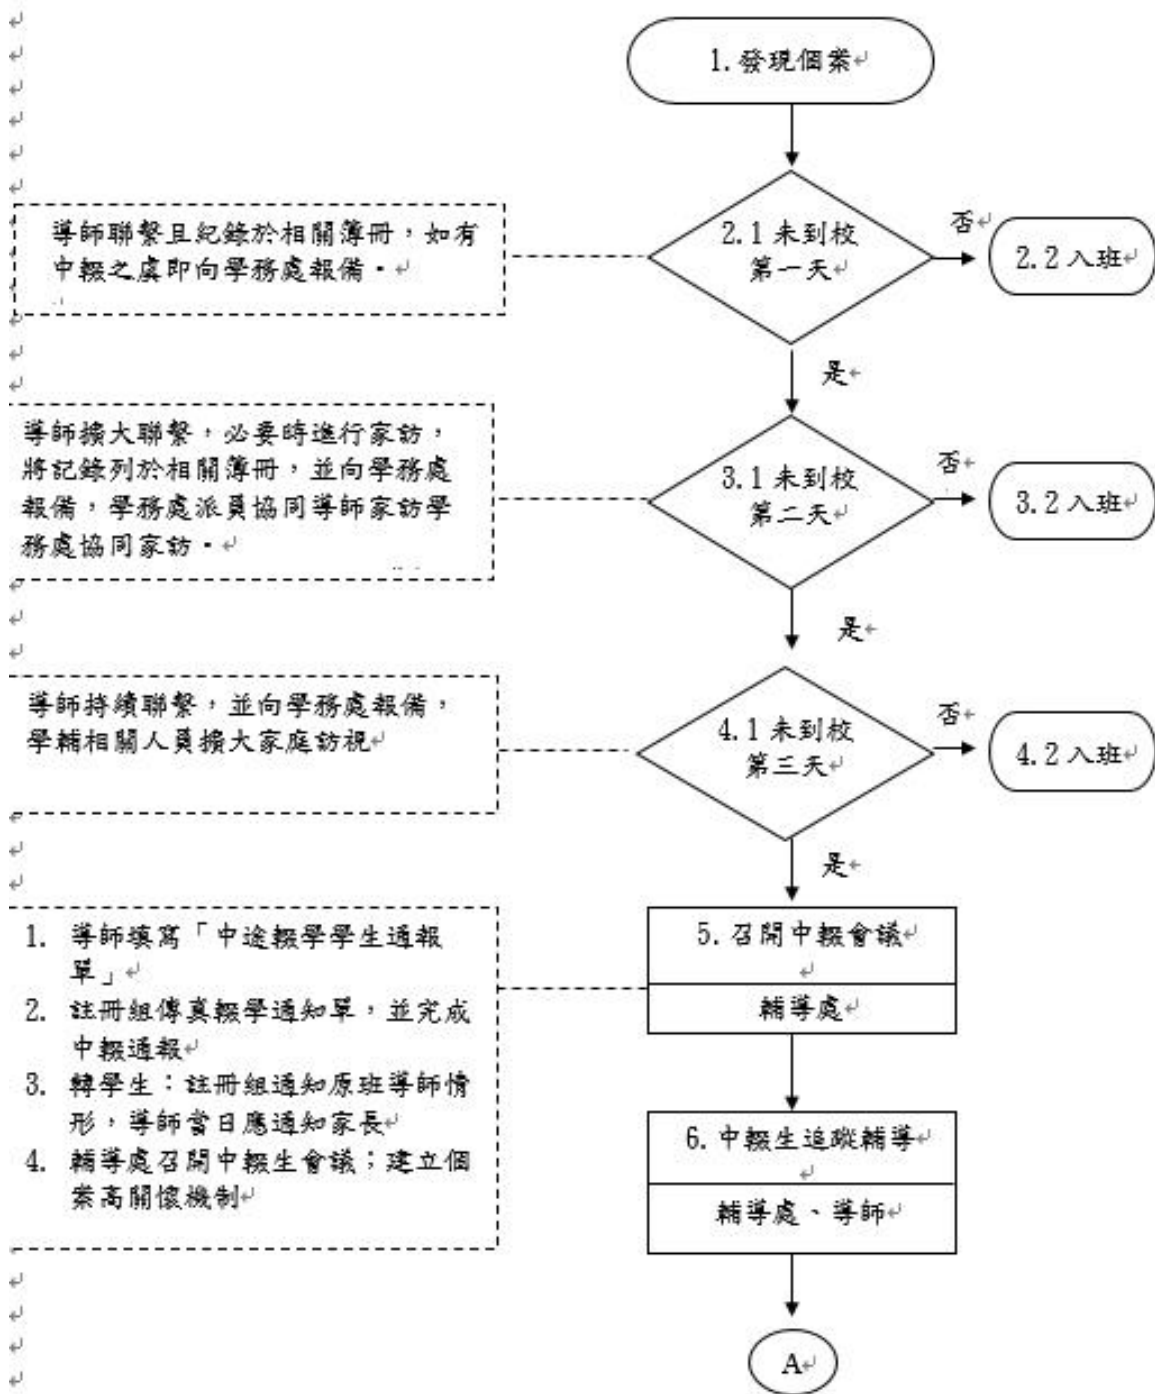 1.發現個案
導師聯繫且紀錄於相關簿冊，如有
中輟之虞即向學務處報備。
2.1 未到校
第一天
否
2.2 入班
是
導師擴大聯繫，必要時進行家訪，
將記錄列於相關簿冊，並向學務處
報備，學務處派員協同導師家訪學
務處協同家訪。
3.1 未到校
第二天
否
3.2 入班
是
導師持續聯繫，並向學務處報備，
學輔相關人員擴大家庭訪視
4.1 未到校
第三天
否
4.2 入班
是
1. 導師填寫「中途輟學學生通報
單」
2. 註冊組傳真輟學通知單，並完成
中輟通報
3. 轉學生：註冊組通知原班導師情
形，導師當日應通知家長
4. 輔導處召開中輟生會議；建立個
案高關懷機制
5.召開中輟會議
輔導處
6.中輟生追蹤輔導
輔導處、導師
A